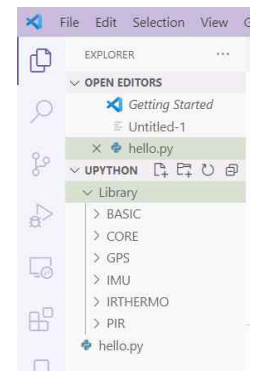 File Edit Selection View
EXPLORER ...
OPEN EDITORS
Getting Started
Untitled-1
hello.py
UPYTHON
Library
BASIC
CORE
GPS
IMU
IRTHERMO
PIR
hello.py